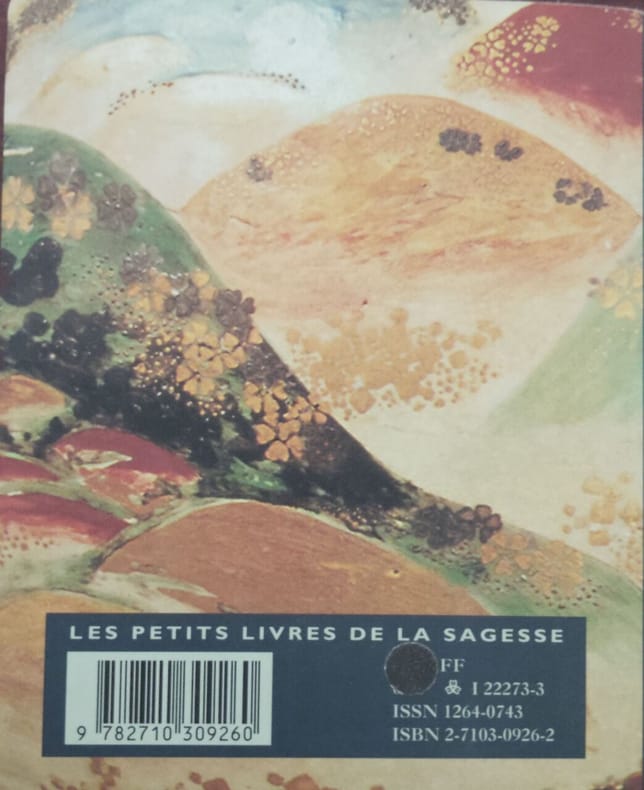 LES PETITS LIVRES DE LA SAGESSE
FF
I 22273-3
ISSN 1264-0743
ISBN 2-7103-0926-2
9 782710 309260